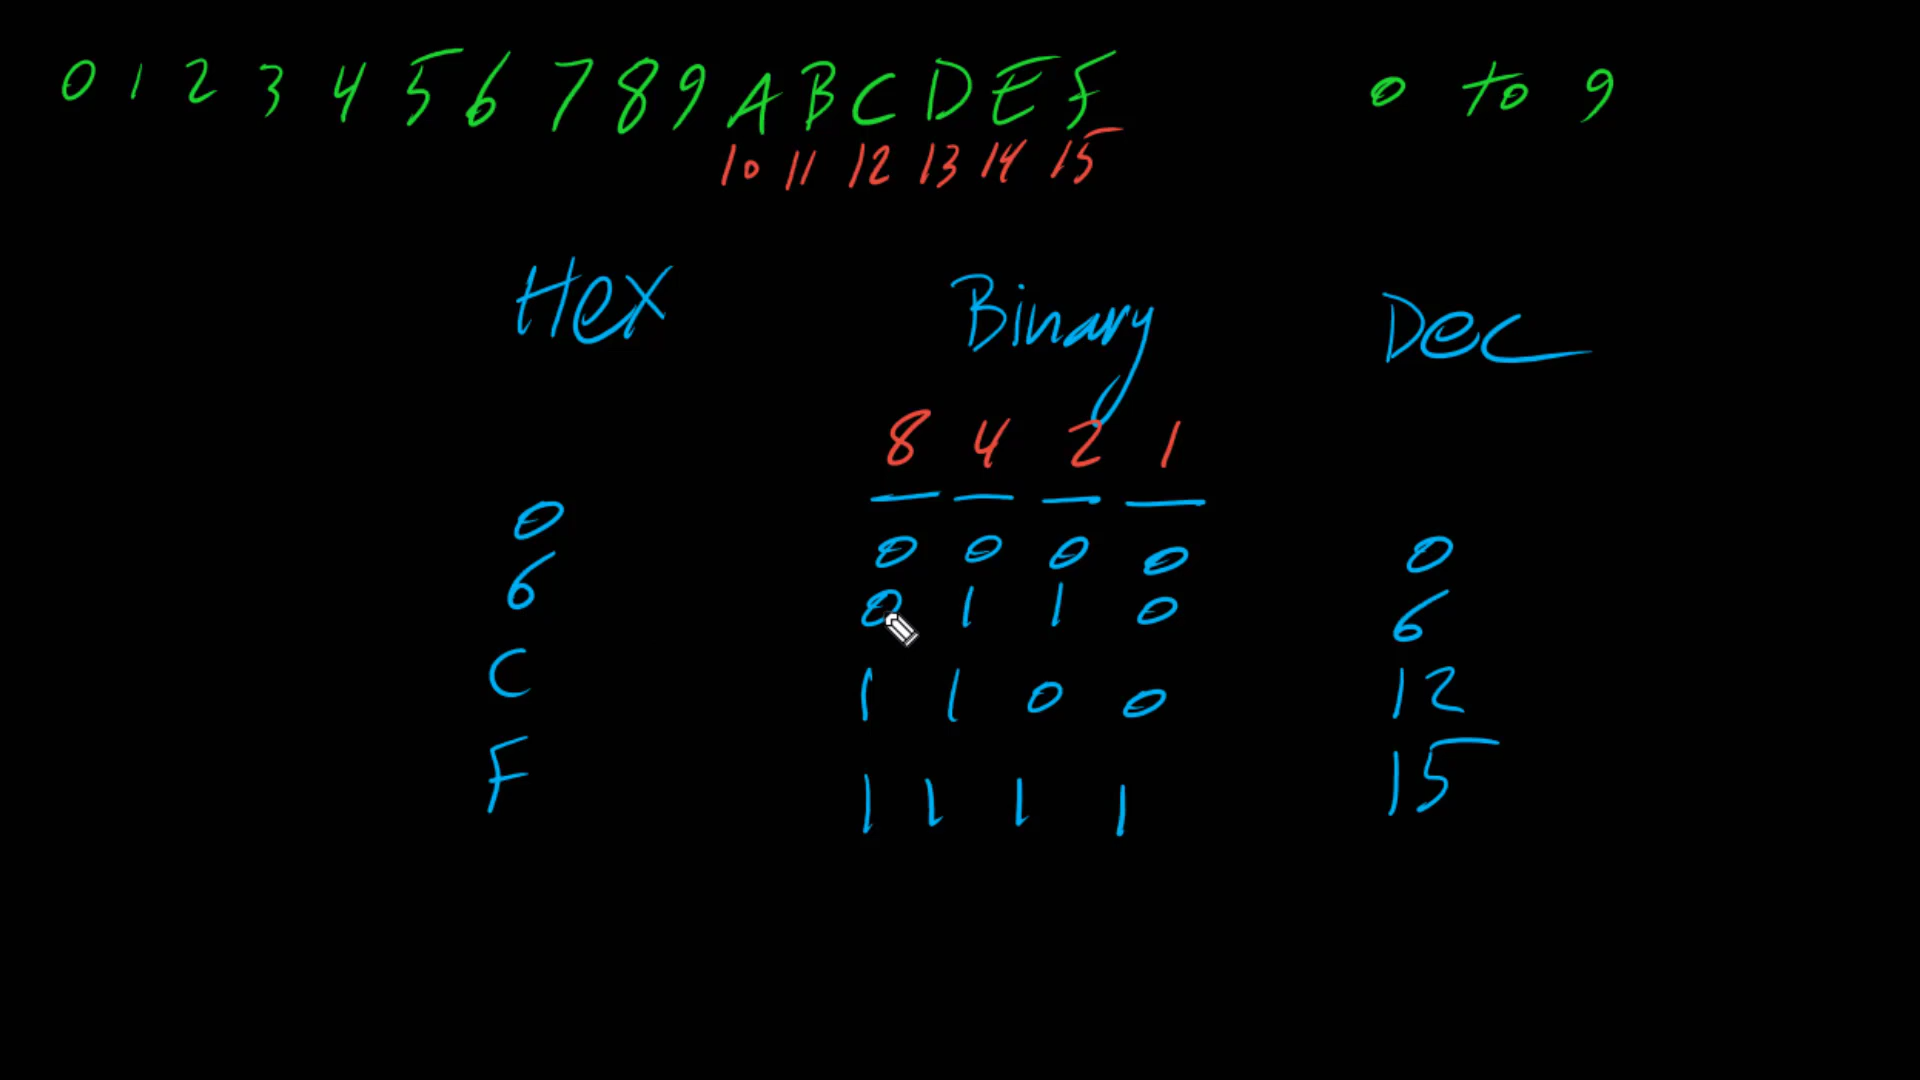 0 1 2 3 4 5 6 7 8 9 A B C D E F 0 to 9
10 11 12 13 14 15
Hex Binary Dec
8 4 2 1
0 0 0 0 0 0
6 0 1 1 0 6
C 1 1 0 0 12
F 1 1 1 1 15